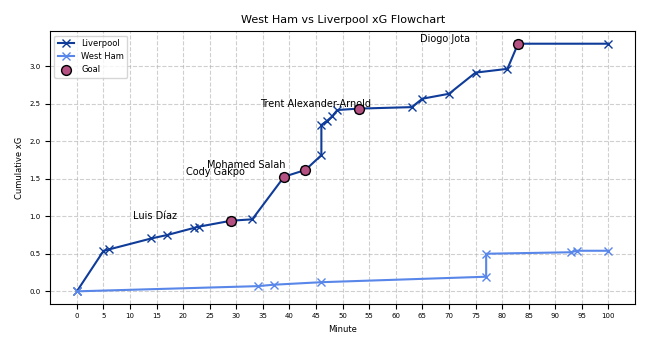 West Ham vs Liverpool xG Flowchart
Liverpool
West Ham
Goal
Diogo Jota
Trent Alexander-Arnold
Mohamed Salah
Cody Gakpo
Luis Díaz
Cumulative xG
3.0
2.5
2.0
1.5
1.0
0.5
0.0
0 5 10 15 20 25 30 35 40 45 50 55 60 65 70 75 80 85 90 95 100
Minute